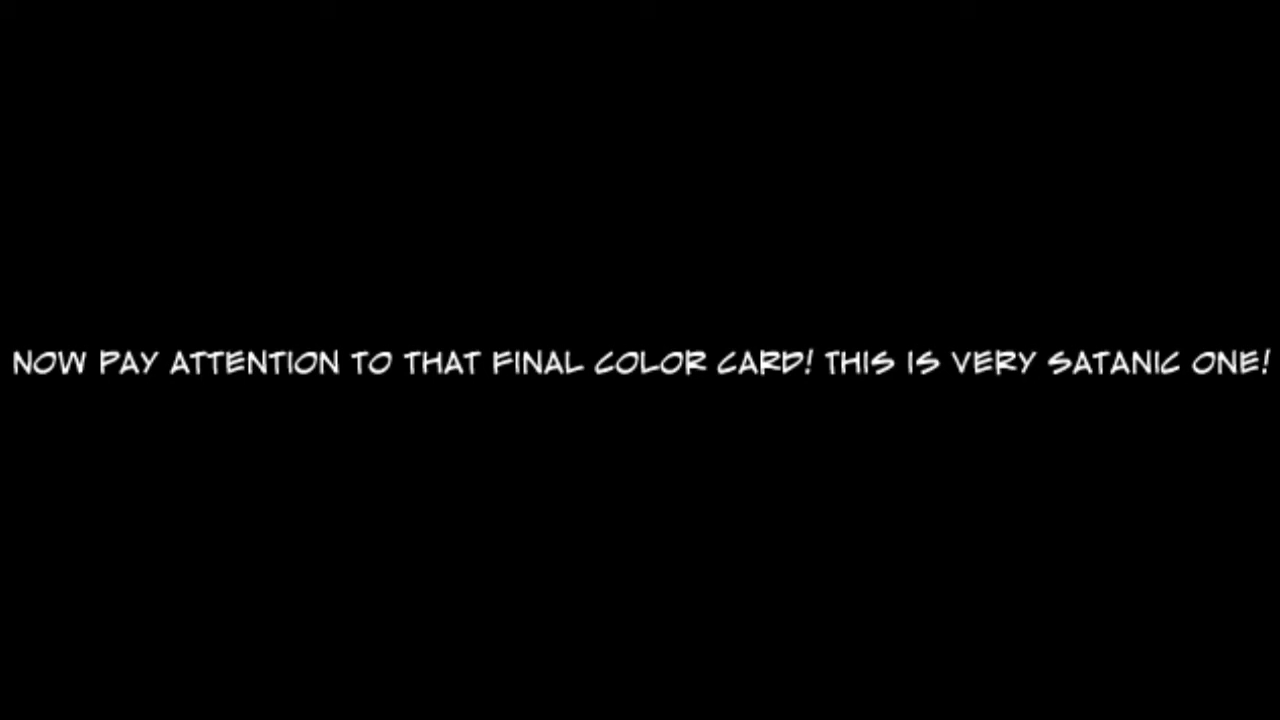 NOW PAY ATTENTION TO THAT FINAL COLOR CARD! THIS IS VERY SATANIC ONE!